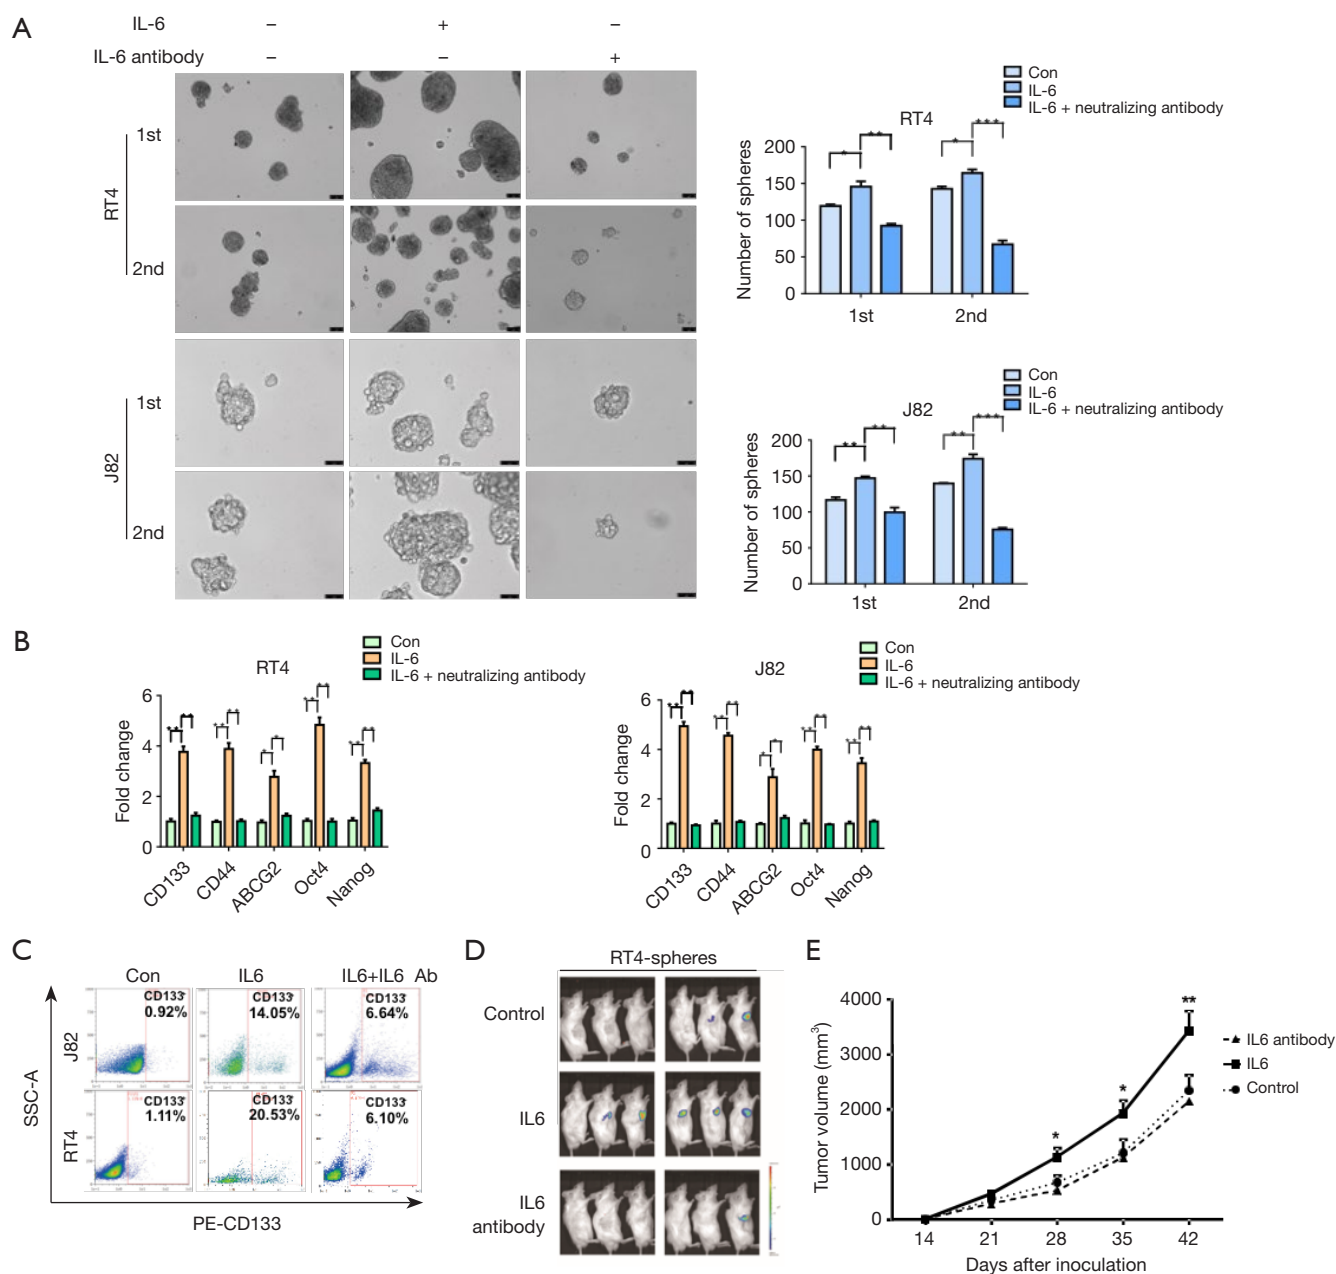 A
IL-6 – + –
IL-6 antibody – – +
RT4
1st
2nd
J82
1st
2nd
Con
IL-6
IL-6 + neutralizing antibody
RT4
Number of spheres
200
150
100
50
0
* ** * ***
1st 2nd
Con
IL-6
IL-6 + neutralizing antibody
J82
Number of spheres
200
150
100
50
0
** ** ** ***
1st 2nd
B
Con
IL-6
IL-6 + neutralizing antibody
RT4
Fold change
6
4
2
0
** ** ** ** * * ** ** ** **
CD133 CD44 ABCG2 Oct4 Nanog
Con
IL-6
IL-6 + neutralizing antibody
J82
Fold change
6
4
2
0
** ** ** ** * * ** ** ** **
CD133 CD44 ABCG2 Oct4 Nanog
C
Con IL6 IL6+IL6 Ab
J82
CD133+ 0.92%
CD133+ 14.05%
CD133+ 6.64%
RT4
CD133+ 1.11%
CD133+ 20.53%
CD133+ 6.10%
SSC-A
PE-CD133
D
RT4-spheres
Control
IL6
IL6
antibody
E
Tumor volume (mm³)
4000
3000
2000
1000
0
* * **
IL6 antibody
IL6
Control
14 21 28 35 42
Days after inoculation